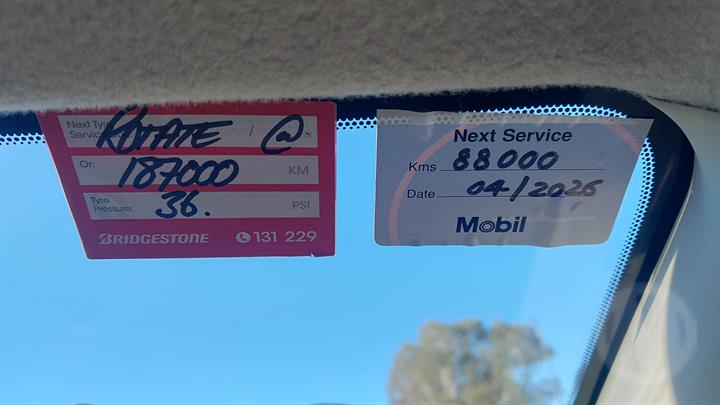 Next Tyre
Service ROTATE / @
Or: 187000 KM
Tyre
Pressure: 36. PSI
BRIDGESTONE 131 229
Next Service
Kms 88000
Date 04/2026
Mobil